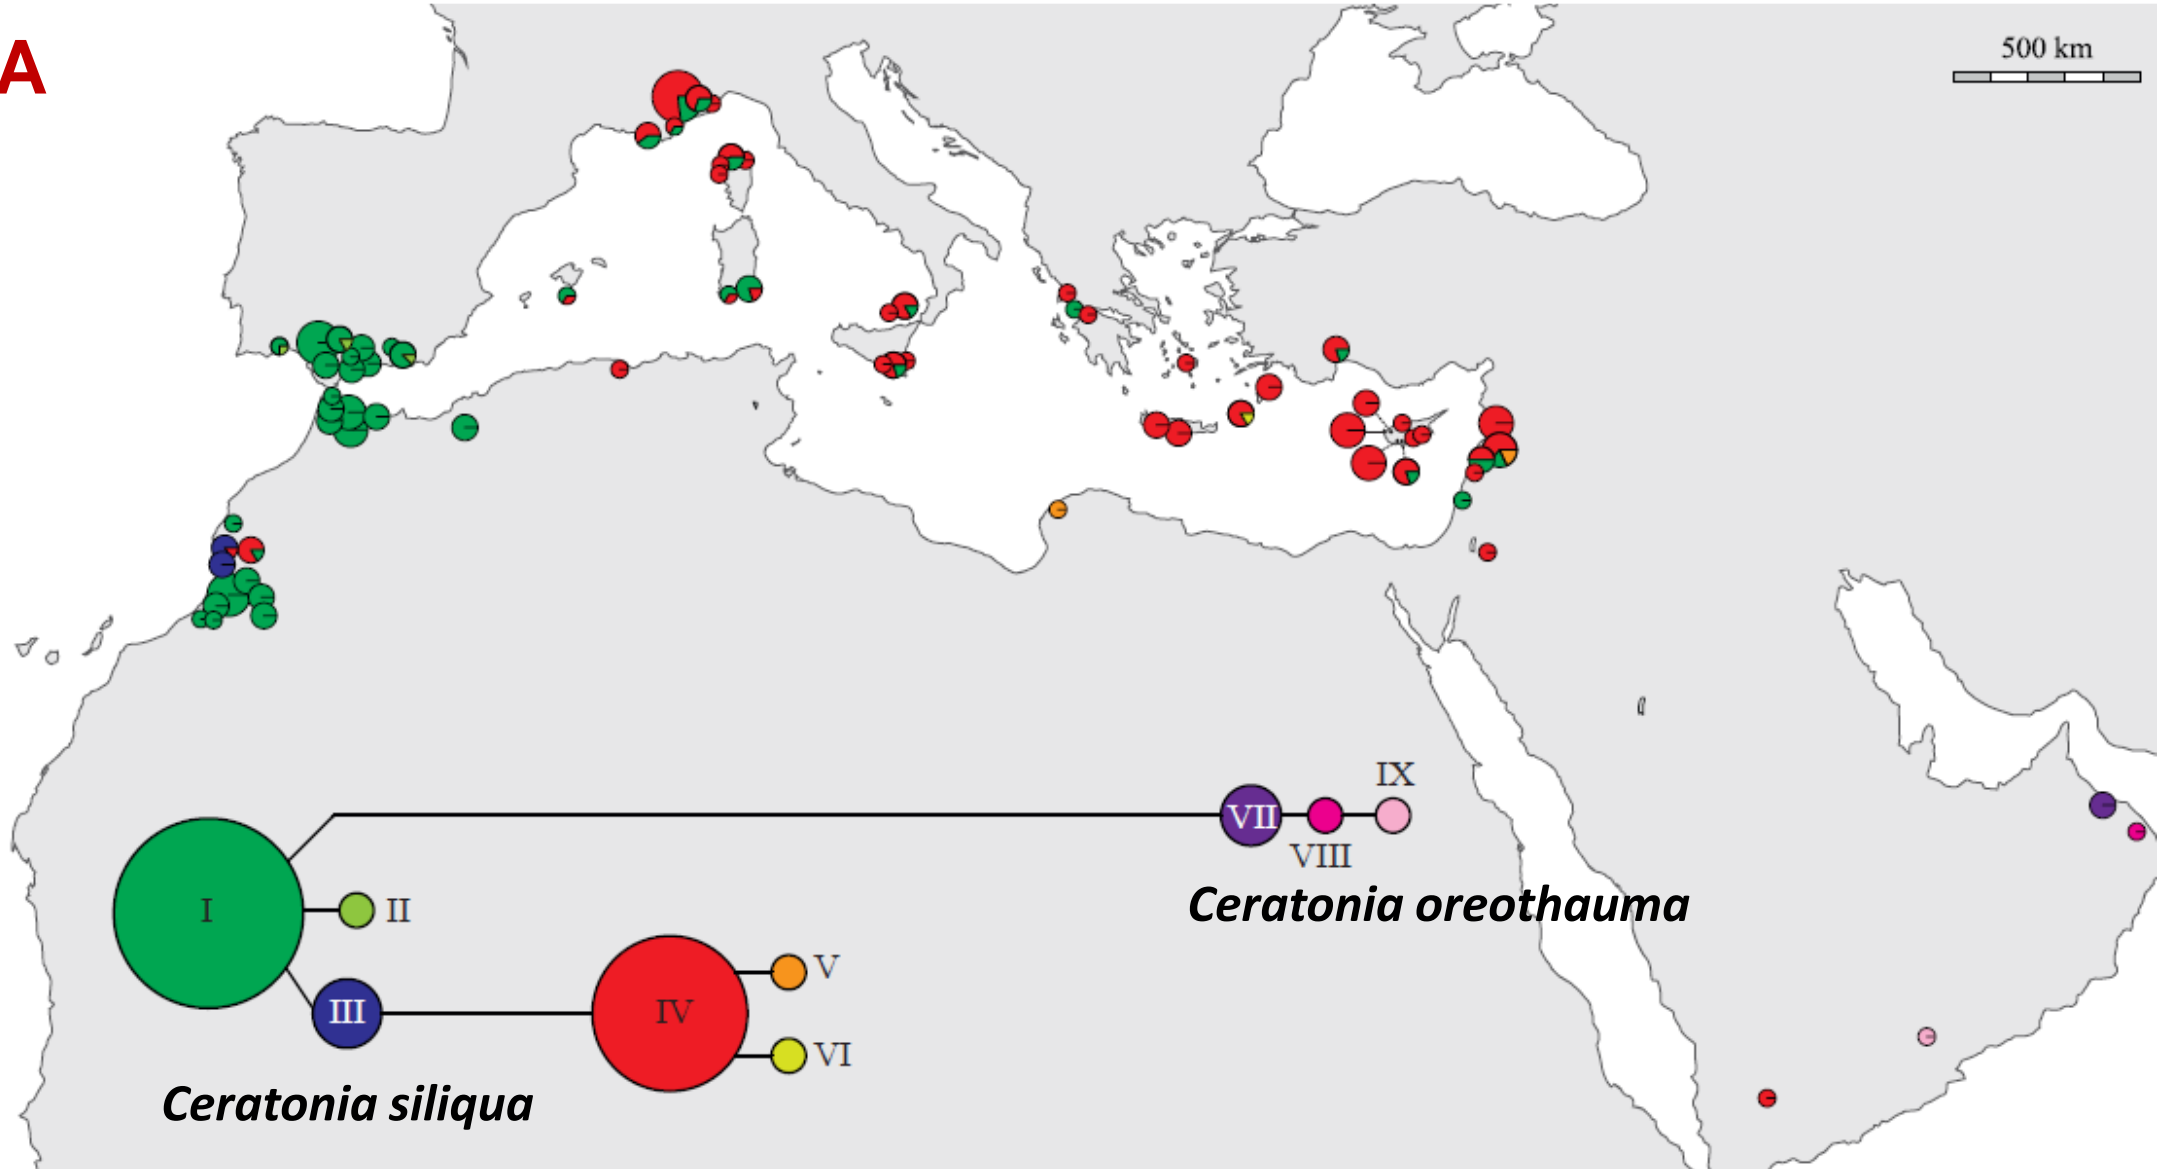 A
500 km
IX
VII
VIII
Ceratonia oreothauma
I
II
V
III
IV
VI
Ceratonia siliqua